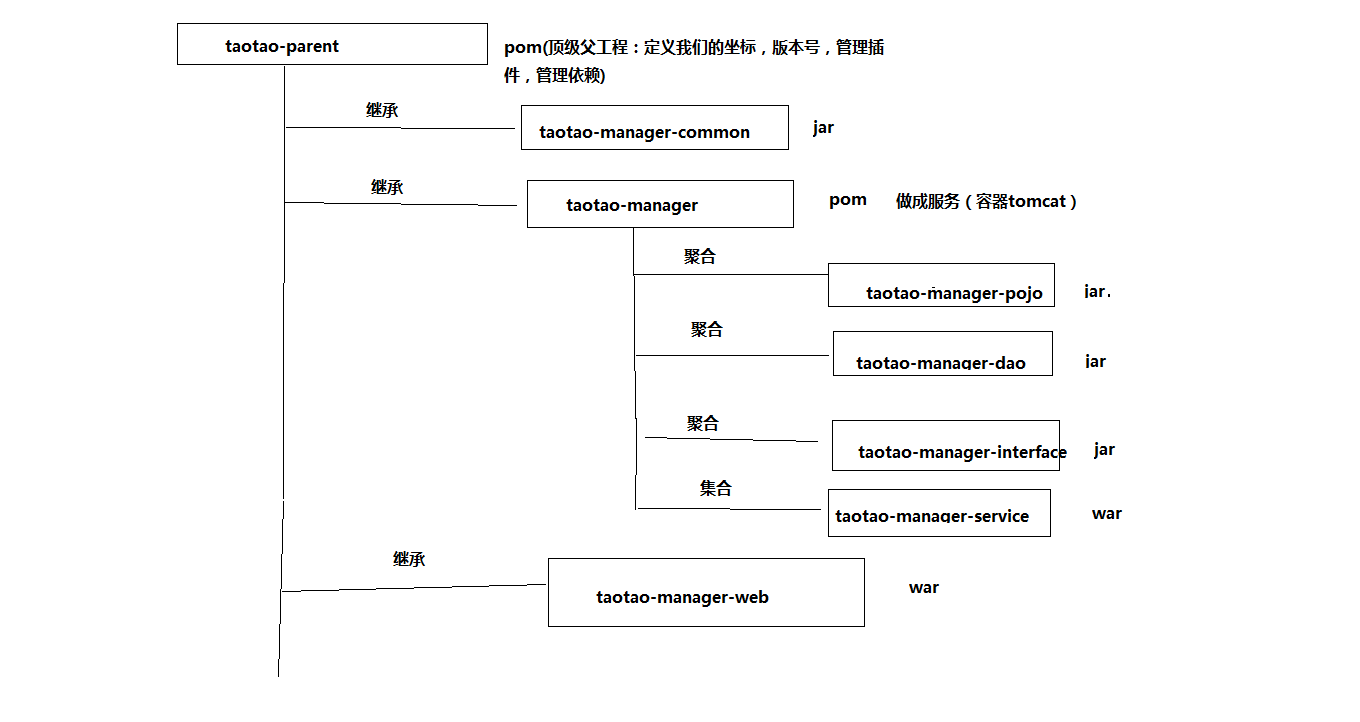 taotao-parent
pom(顶级父工程：定义我们的坐标，版本号，管理插
件，管理依赖)
继承
taotao-manager-common
jar
继承
taotao-manager
pom
做成服务（容器tomcat）
聚合
taotao-manager-pojo
jar.
聚合
taotao-manager-dao
jar
聚合
taotao-manager-interface
jar
集合
taotao-manager-service
war
继承
taotao-manager-web
war